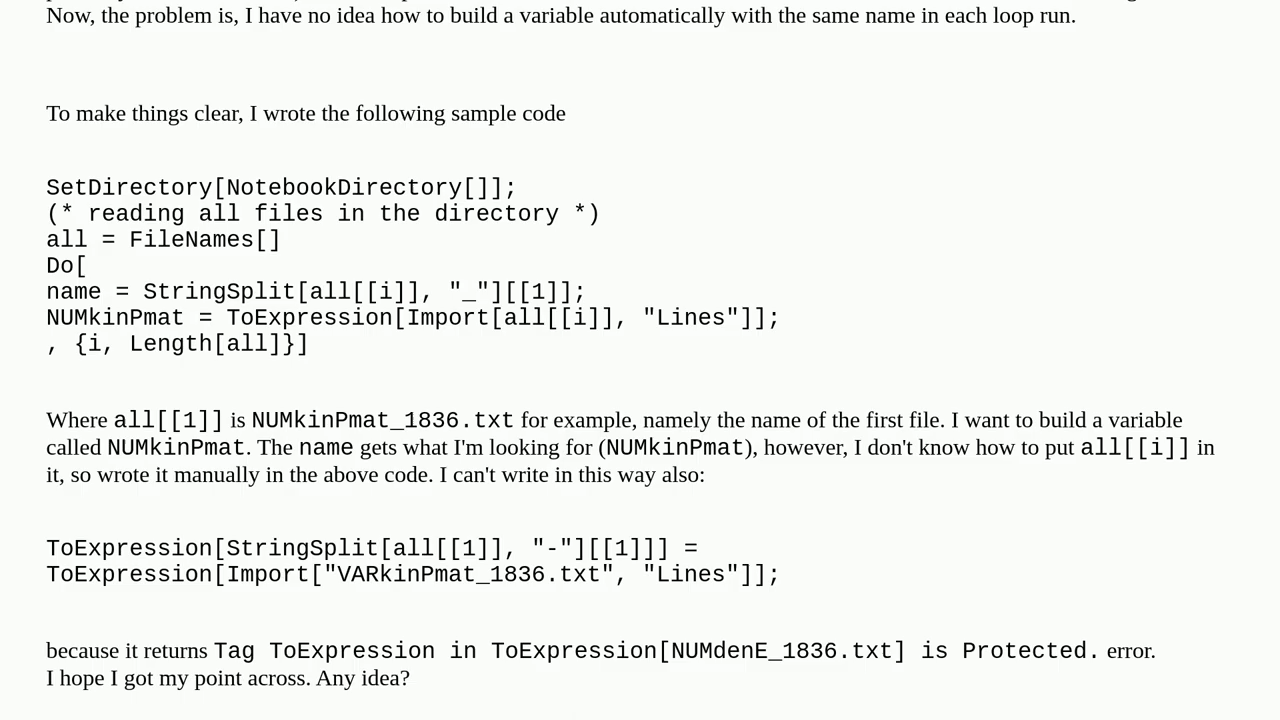 Now, the problem is, I have no idea how to build a variable automatically with the same name in each loop run.
To make things clear, I wrote the following sample code
SetDirectory[NotebookDirectory[]];
(* reading all files in the directory *)
all = FileNames[]
Do[
name = StringSplit[all[[i]], "_"][[1]];
NUMkinPmat = ToExpression[Import[all[[i]], "Lines"]];
, {i, Length[all]}]
Where all[[1]] is NUMkinPmat_1836.txt for example, namely the name of the first file. I want to build a variable
called NUMkinPmat. The name gets what I'm looking for (NUMkinPmat), however, I don't know how to put all[[i]] in
it, so wrote it manually in the above code. I can't write in this way also:
ToExpression[StringSplit[all[[1]], "-"][[1]]] =
ToExpression[Import["VARkinPmat_1836.txt", "Lines"]];
because it returns Tag ToExpression in ToExpression[NUMdenE_1836.txt] is Protected. error.
I hope I got my point across. Any idea?